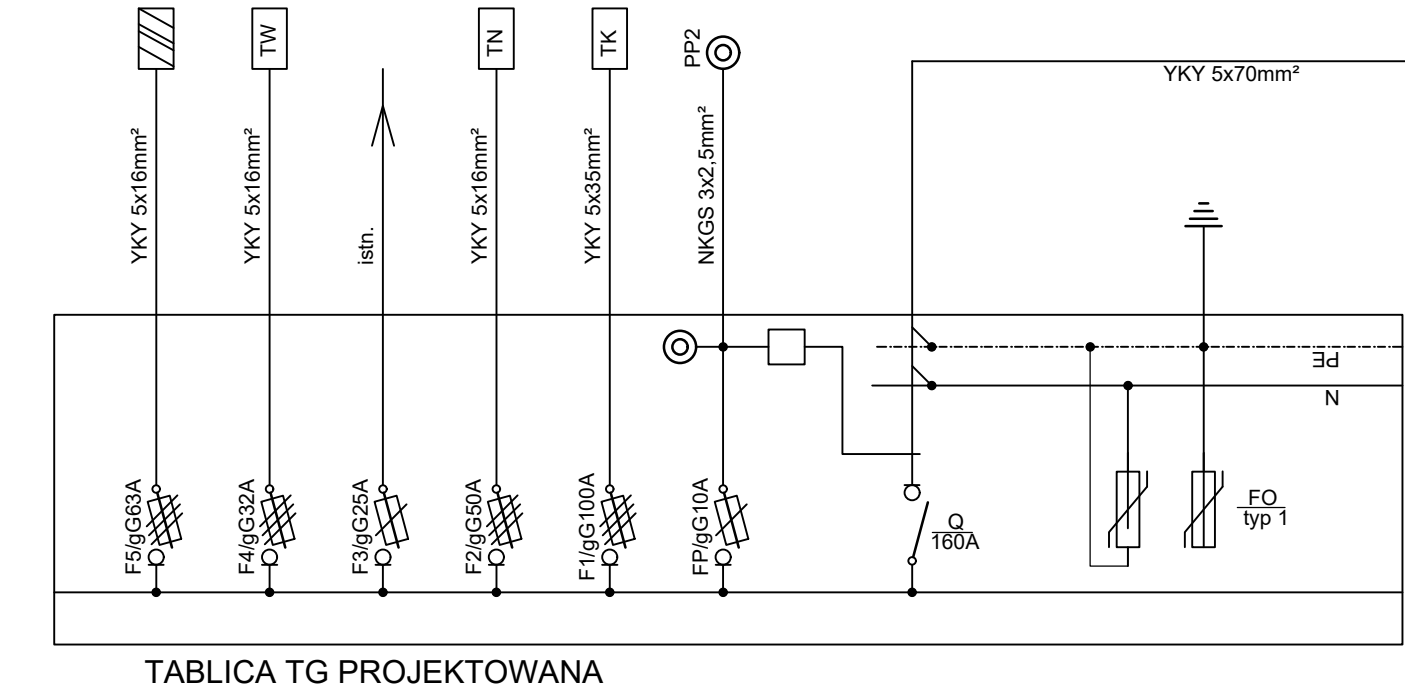 TW
TN
TK
PP2
YKY 5x70mm²
YKY 5x16mm²
YKY 5x16mm²
istn.
YKY 5x16mm²
YKY 5x35mm²
NKGS 3x2,5mm²
PE
N
F5/gG63A
F4/gG32A
F3/gG25A
F2/gG50A
F1/gG100A
FP/gG10A
Q
160A
FO
typ 1
TABLICA TG PROJEKTOWANA